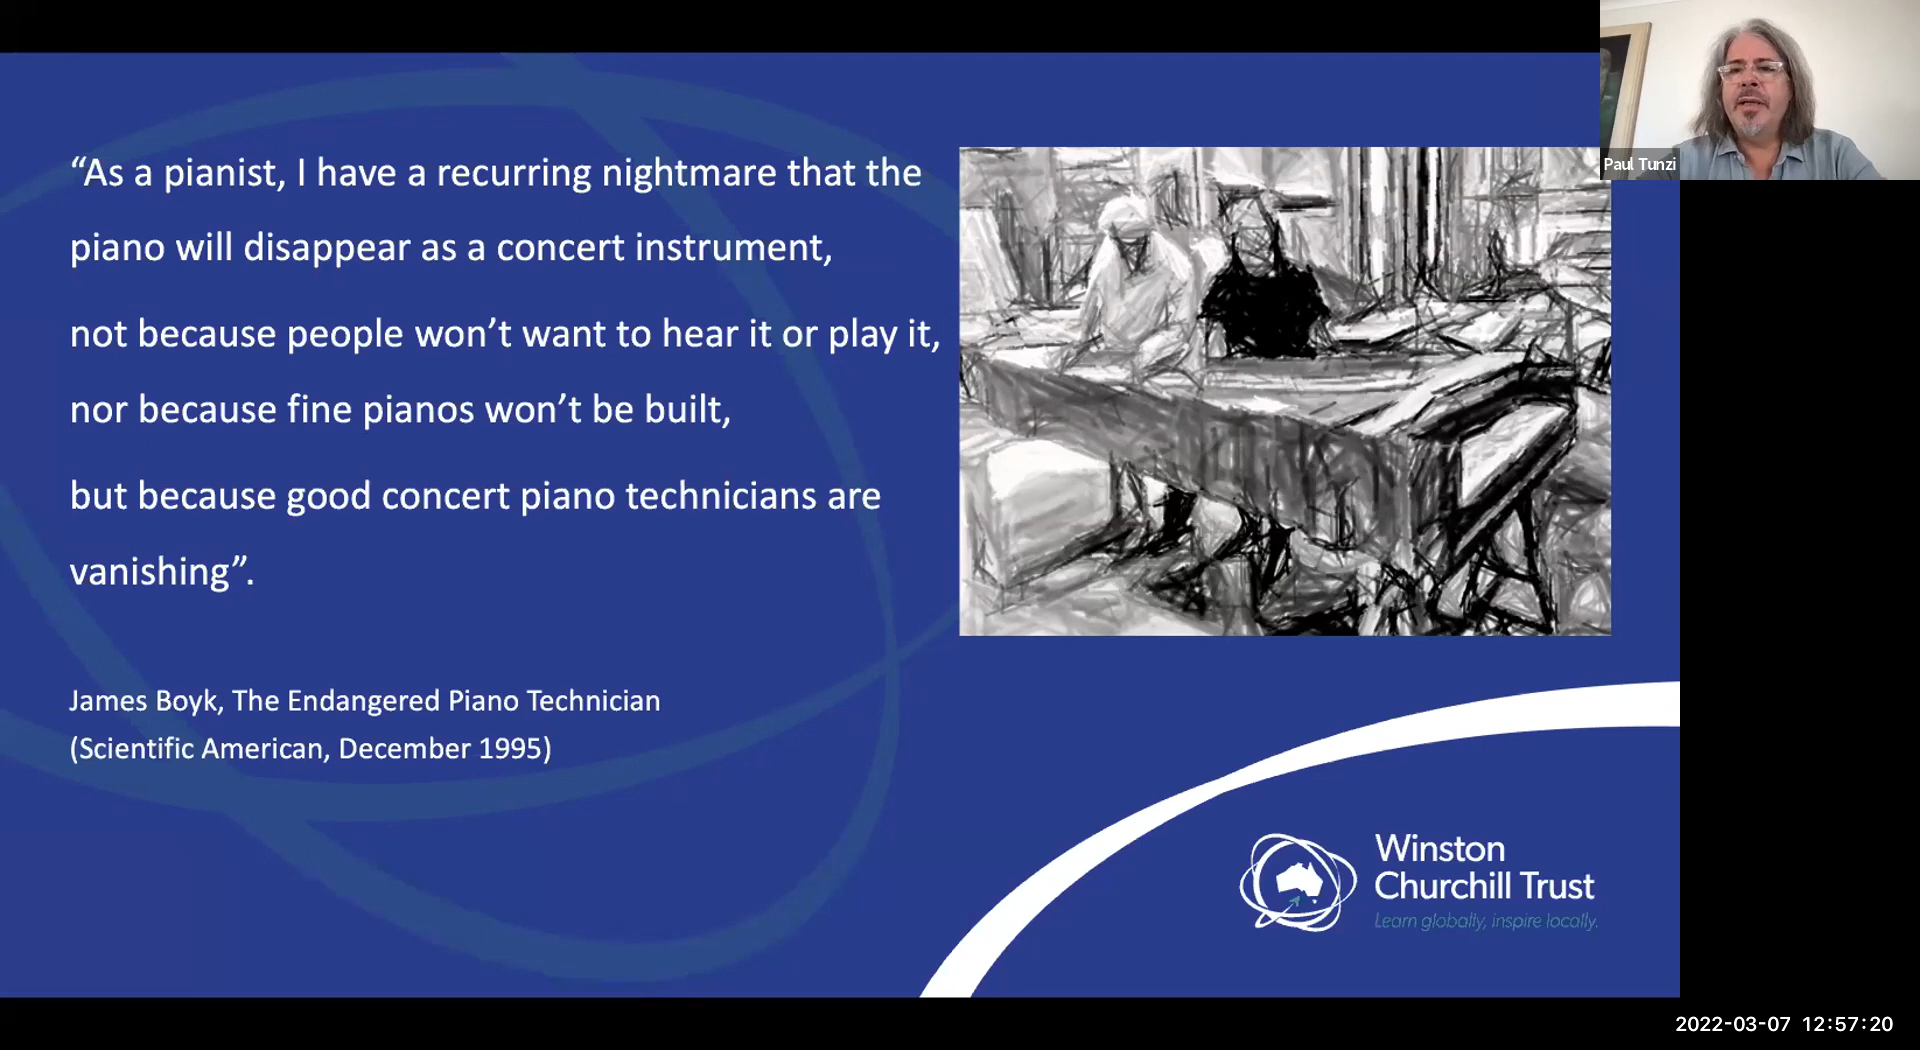 “As a pianist, I have a recurring nightmare that the
piano will disappear as a concert instrument,
not because people won’t want to hear it or play it,
nor because fine pianos won’t be built,
but because good concert piano technicians are
vanishing”.
James Boyk, The Endangered Piano Technician
(Scientific American, December 1995)
Winston
Churchill Trust
Learn globally, inspire locally.
Paul Tunzi
2022-03-07 12:57:20